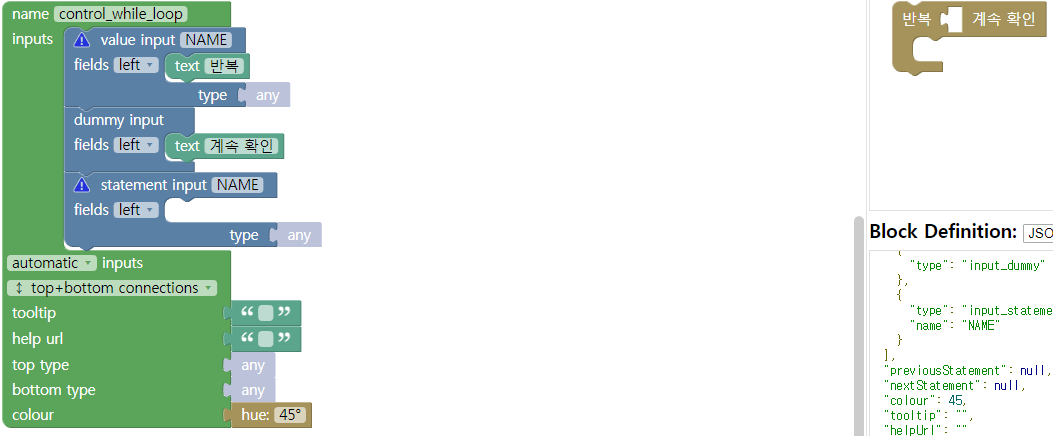 name control_while_loop
inputs value input NAME
fields left text 반복
type any
dummy input
fields left text 계속 확인
statement input NAME
fields left
type any
automatic inputs
↕ top+bottom connections
tooltip “ ”
help url “ ”
top type any
bottom type any
colour hue: 45°
반복 계속 확인
Block Definition: JSO
{
"type": "input_dummy"
},
{
"type": "input_stateme
"name": "NAME"
}
],
"previousStatement": null,
"nextStatement": null,
"colour": 45,
"tooltip": "",
"helpUrl": ""